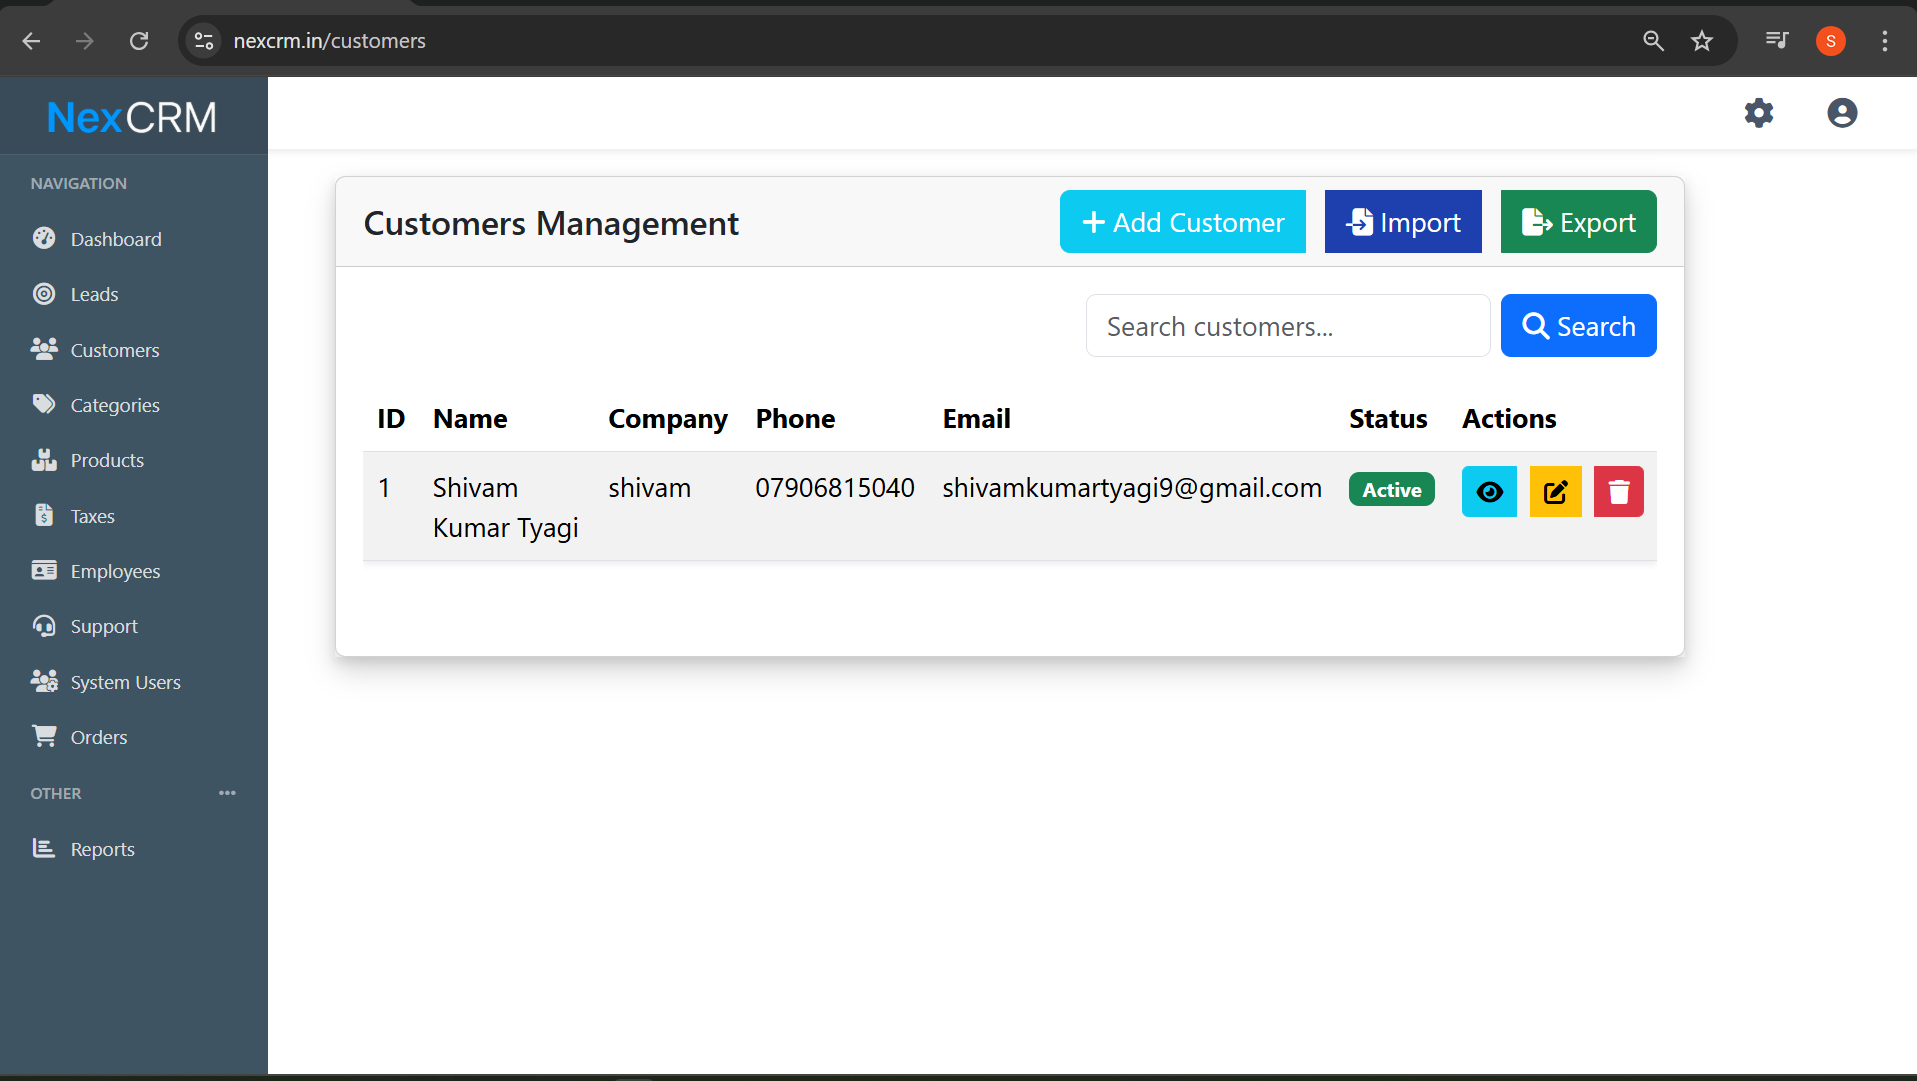 nexcrm.in/customers
S
NexCRM
NAVIGATION
Dashboard
Leads
Customers
Categories
Products
Taxes
Employees
Support
System Users
Orders
OTHER
Reports
Customers Management
Add Customer
Import
Export
Search customers...
Search
ID Name Company Phone Email Status Actions
1 Shivam shivam 07906815040 shivamkumartyagi9@gmail.com Active
Kumar Tyagi